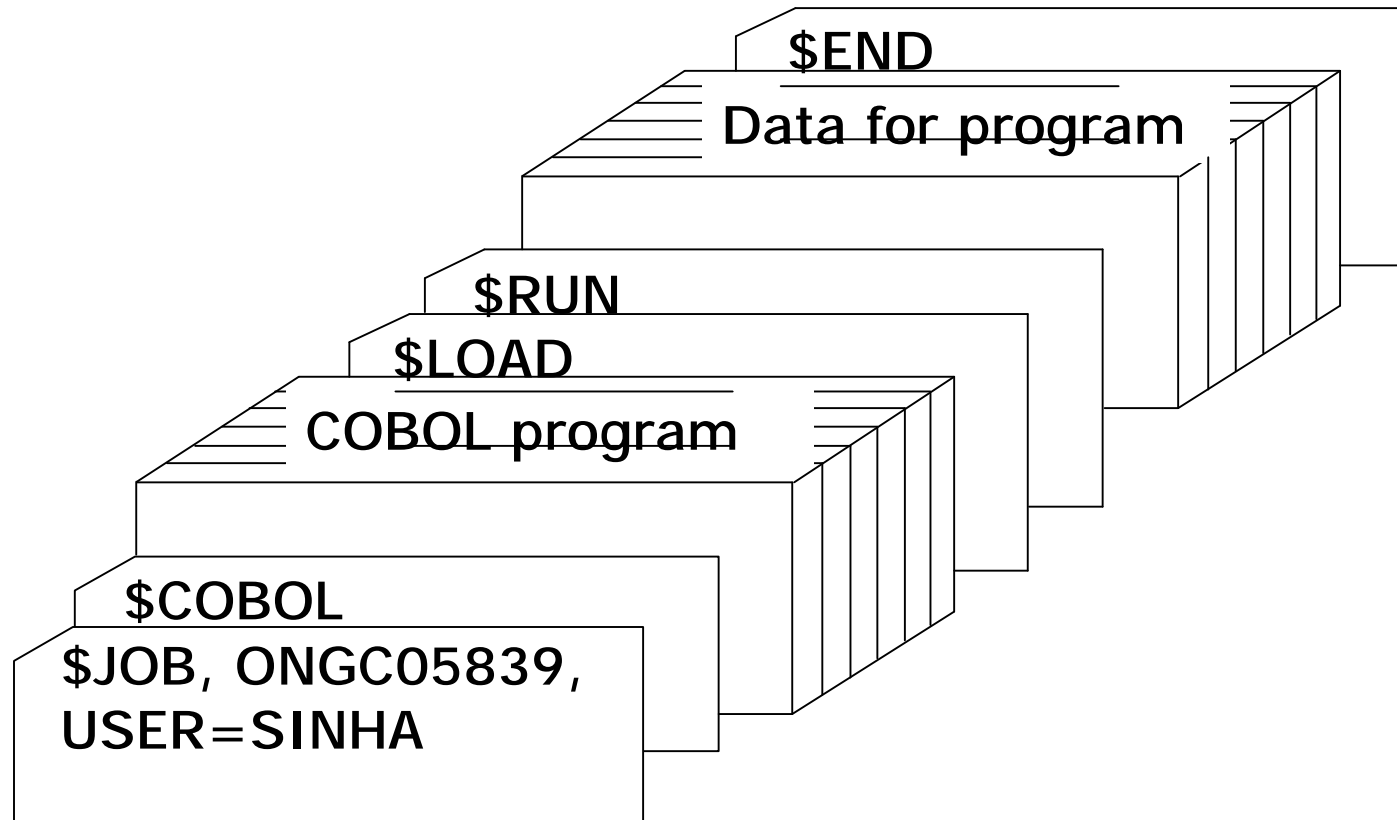 $END
Data for program
$RUN
$LOAD
COBOL program
$COBOL
$JOB, ONGC05839,
USER=SINHA